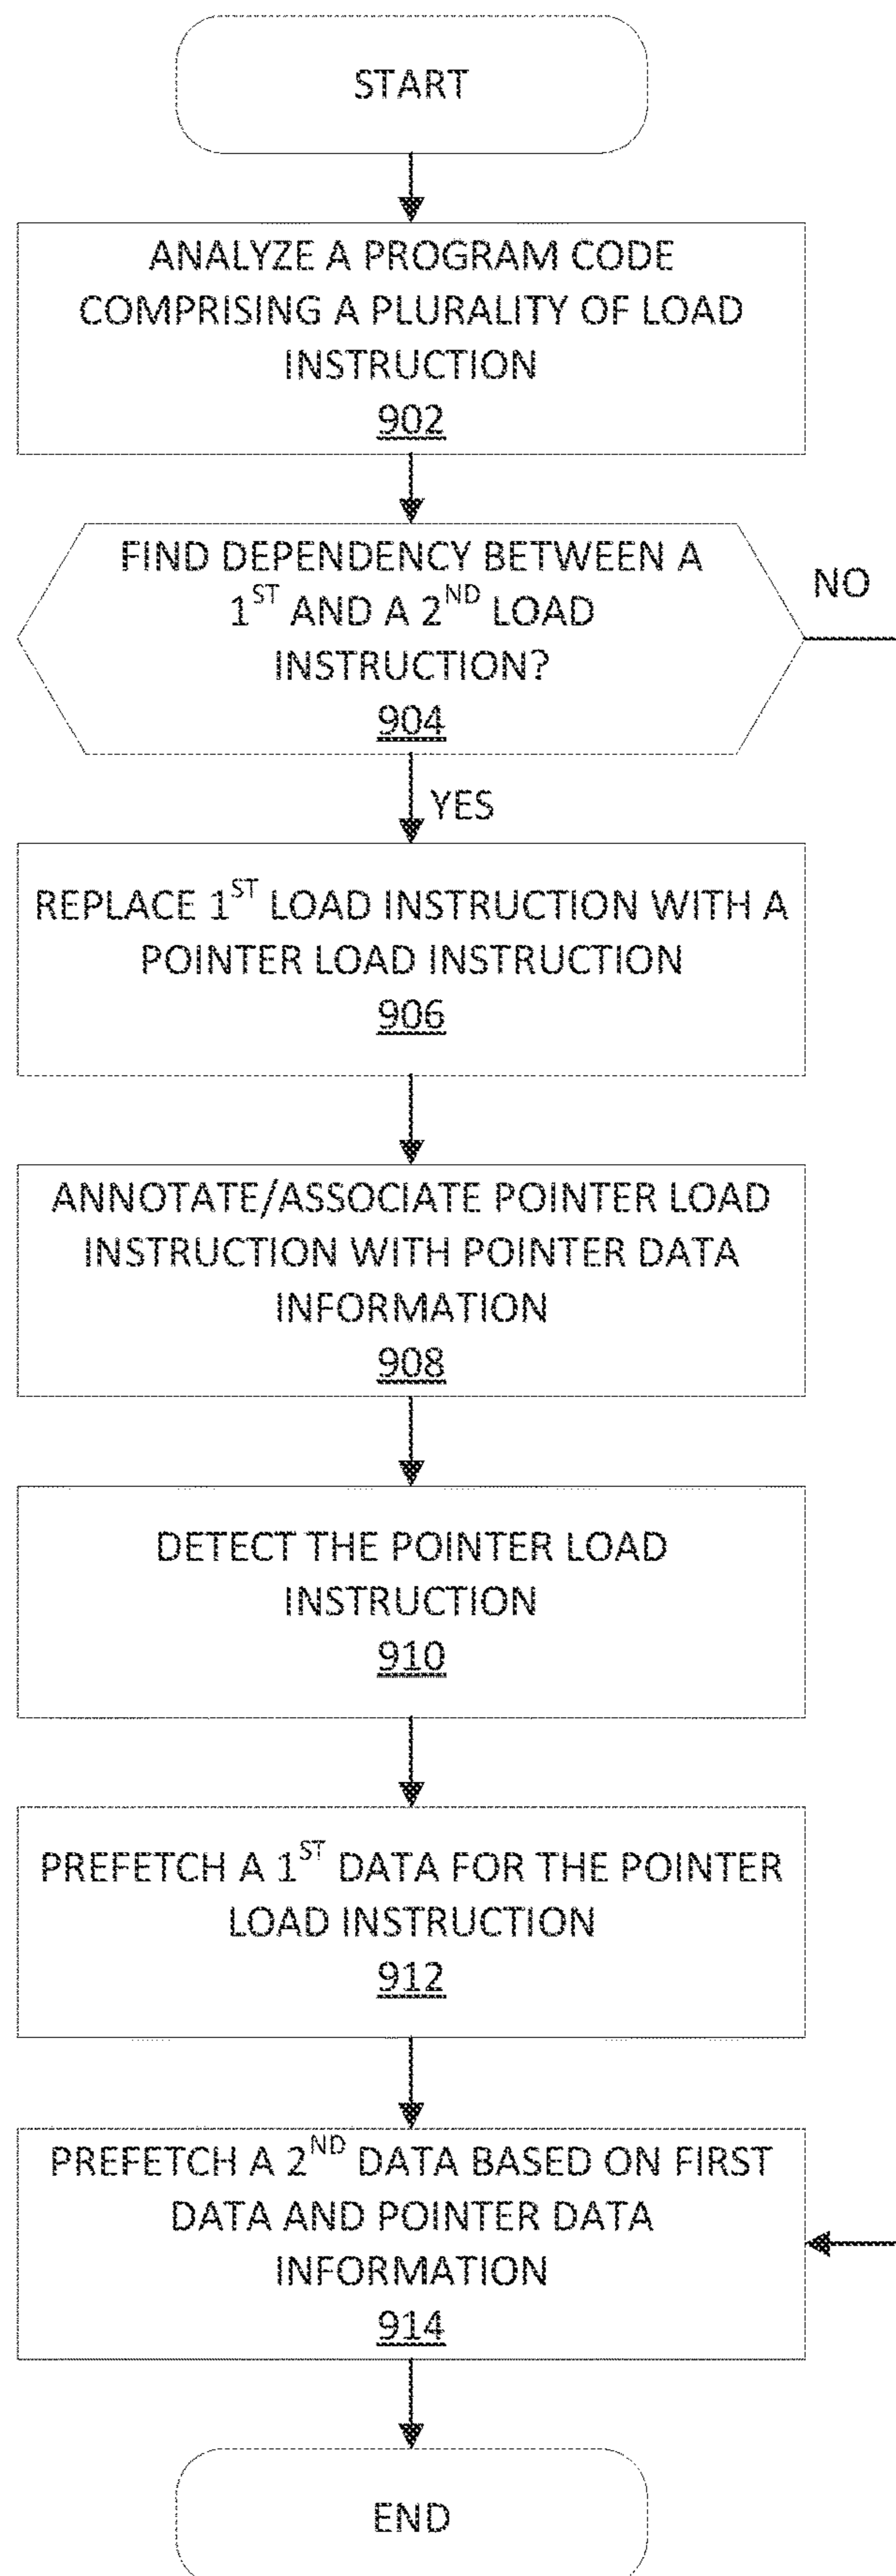 START
ANALYZE A PROGRAM CODE
COMPRISING A PLURALITY OF LOAD
INSTRUCTION
902
FIND DEPENDENCY BETWEEN A
1ST AND A 2ND LOAD
INSTRUCTION?
904
NO
YES
REPLACE 1ST LOAD INSTRUCTION WITH A
POINTER LOAD INSTRUCTION
906
ANNOTATE/ASSOCIATE POINTER LOAD
INSTRUCTION WITH POINTER DATA
INFORMATION
908
DETECT THE POINTER LOAD
INSTRUCTION
910
PREFETCH A 1ST DATA FOR THE POINTER
LOAD INSTRUCTION
912
PREFETCH A 2ND DATA BASED ON FIRST
DATA AND POINTER DATA
INFORMATION
914
END